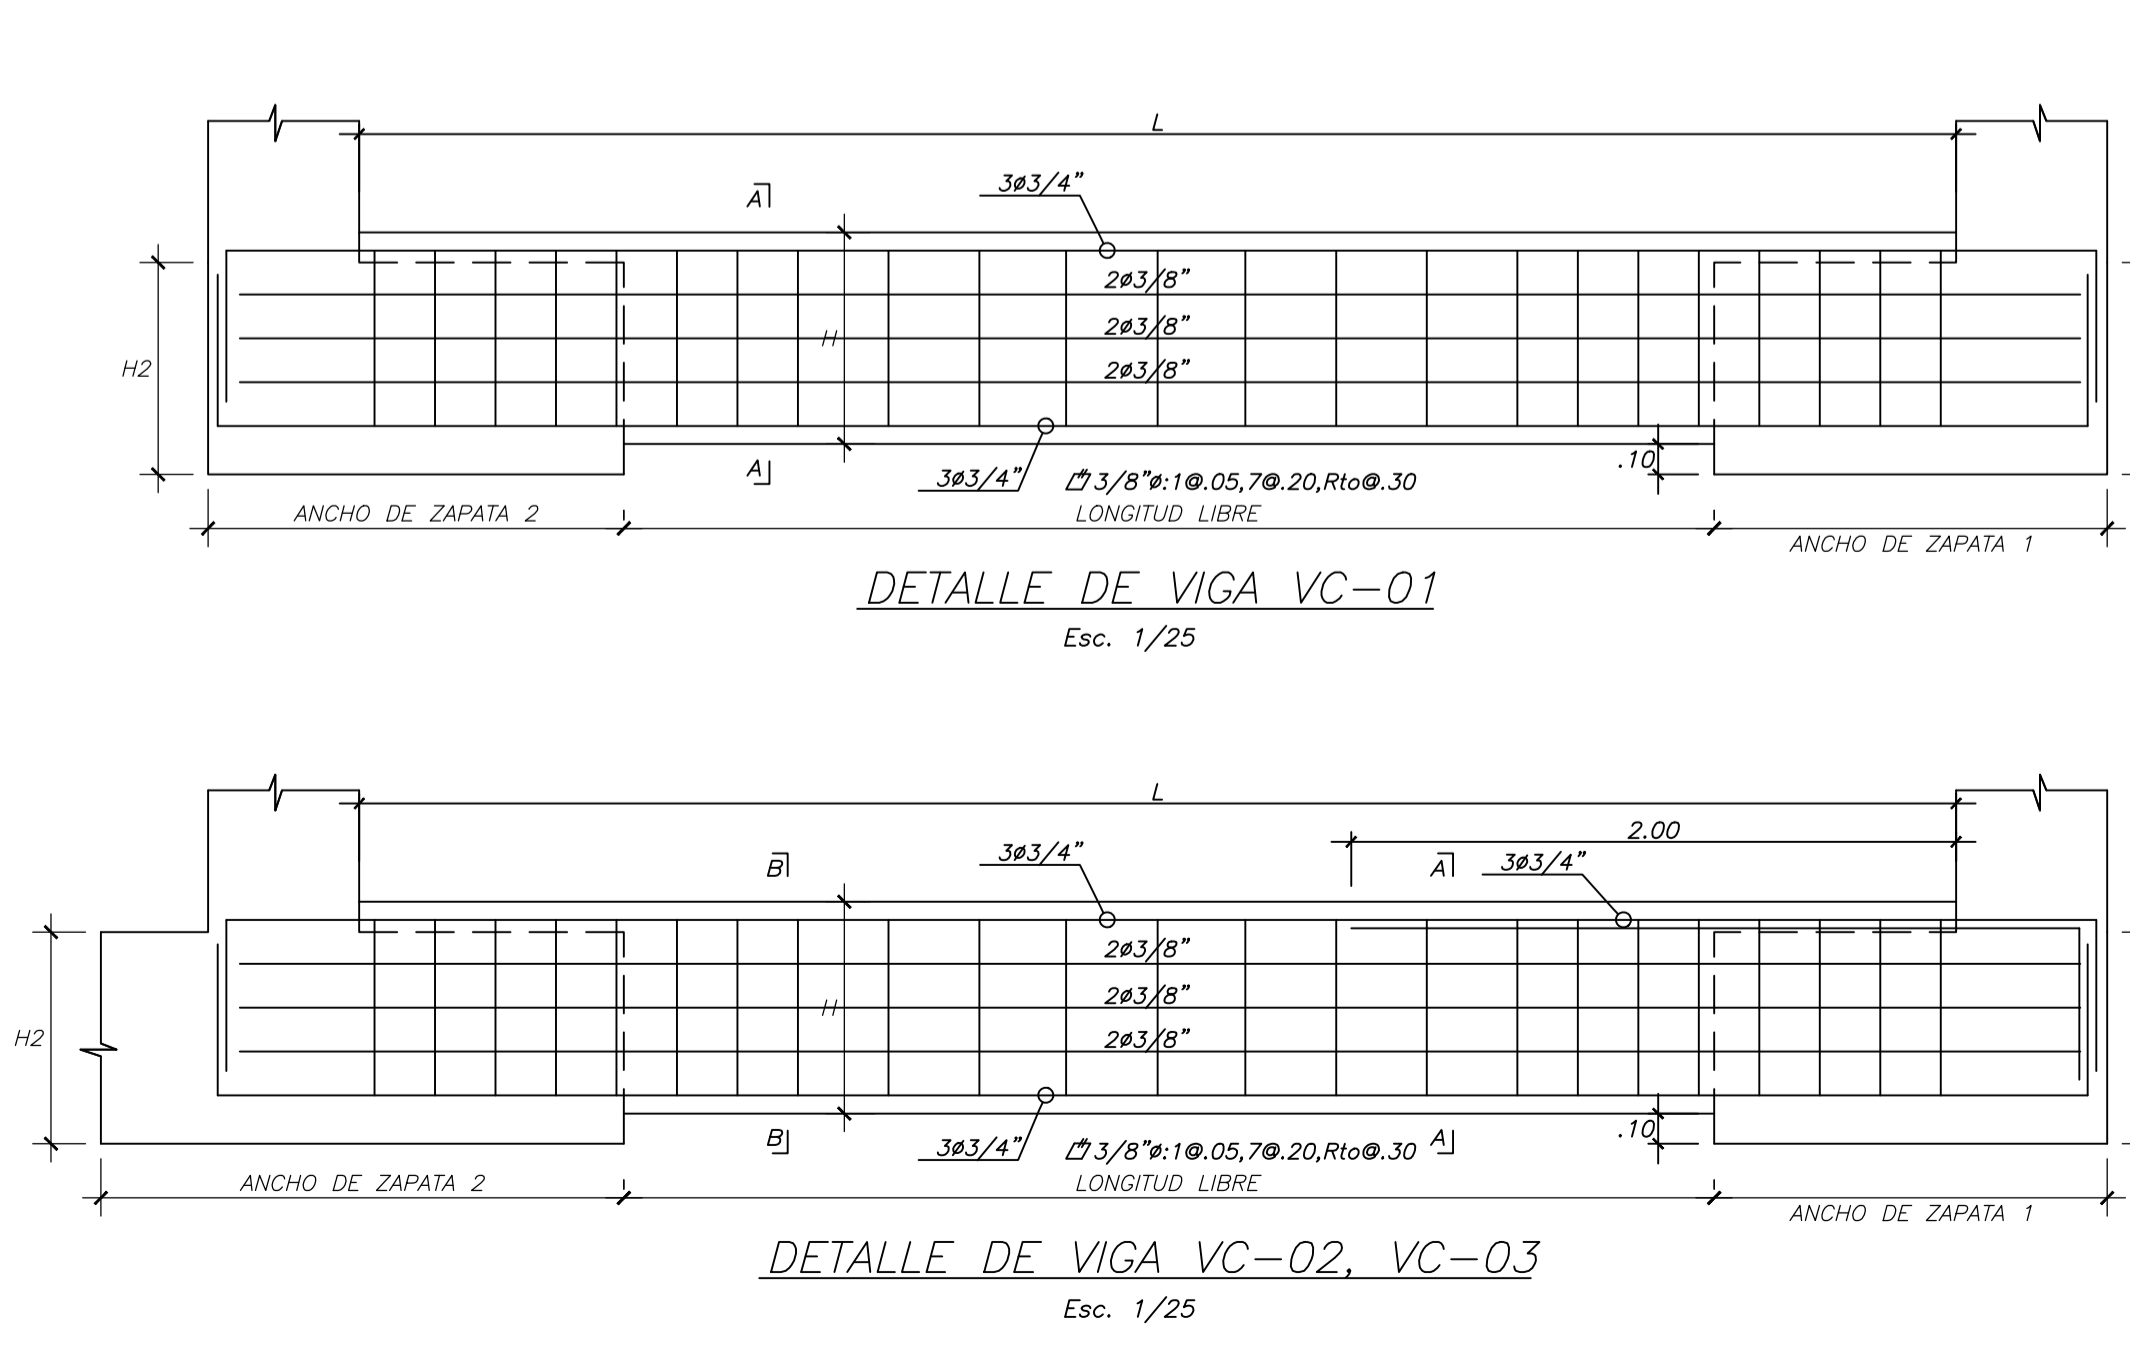 L
A
3ø3/4"
2ø3/8"
2ø3/8"
H
2ø3/8"
H2
A
3ø3/4"
3/8"ø:1@.05,7@.20,Rto@.30
.10
ANCHO DE ZAPATA 2
LONGITUD LIBRE
ANCHO DE ZAPATA 1
DETALLE DE VIGA VC-01
Esc. 1/25
L
2.00
B
3ø3/4"
A
3ø3/4"
2ø3/8"
2ø3/8"
H
2ø3/8"
H2
B
3ø3/4"
3/8"ø:1@.05,7@.20,Rto@.30
A
.10
ANCHO DE ZAPATA 2
LONGITUD LIBRE
ANCHO DE ZAPATA 1
DETALLE DE VIGA VC-02, VC-03
Esc. 1/25